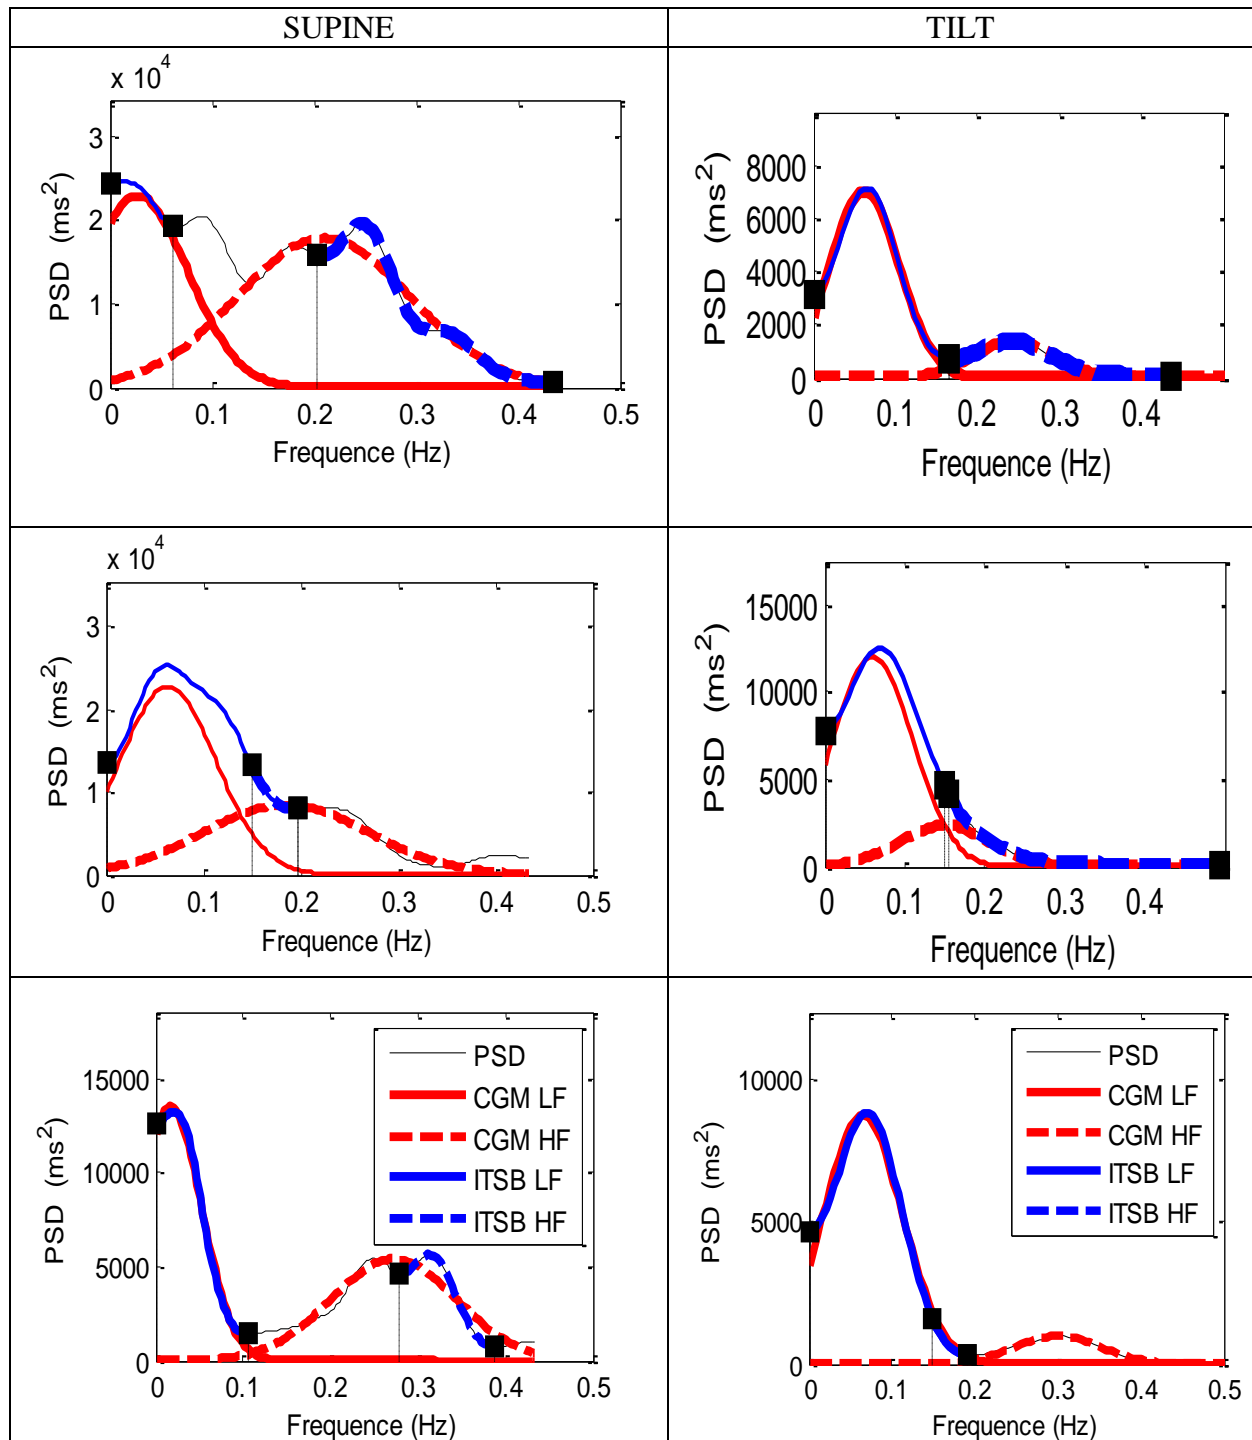 SUPINE
TILT
x 10^4
3
2
1
0
PSD (ms^2)
0 0.1 0.2 0.3 0.4 0.5
Frequence (Hz)
8000
6000
4000
2000
0
PSD (ms^2)
0 0.1 0.2 0.3 0.4
Frequence (Hz)
x 10^4
3
2
1
0
PSD (ms^2)
0 0.1 0.2 0.3 0.4 0.5
Frequence (Hz)
15000
10000
5000
0
PSD (ms^2)
0 0.1 0.2 0.3 0.4
Frequence (Hz)
15000
10000
5000
0
PSD (ms^2)
PSD
CGM LF
CGM HF
ITSB LF
ITSB HF
0 0.1 0.2 0.3 0.4 0.5
Frequence (Hz)
10000
5000
0
PSD (ms^2)
PSD
CGM LF
CGM HF
ITSB LF
ITSB HF
0 0.1 0.2 0.3 0.4 0.5
Frequence (Hz)